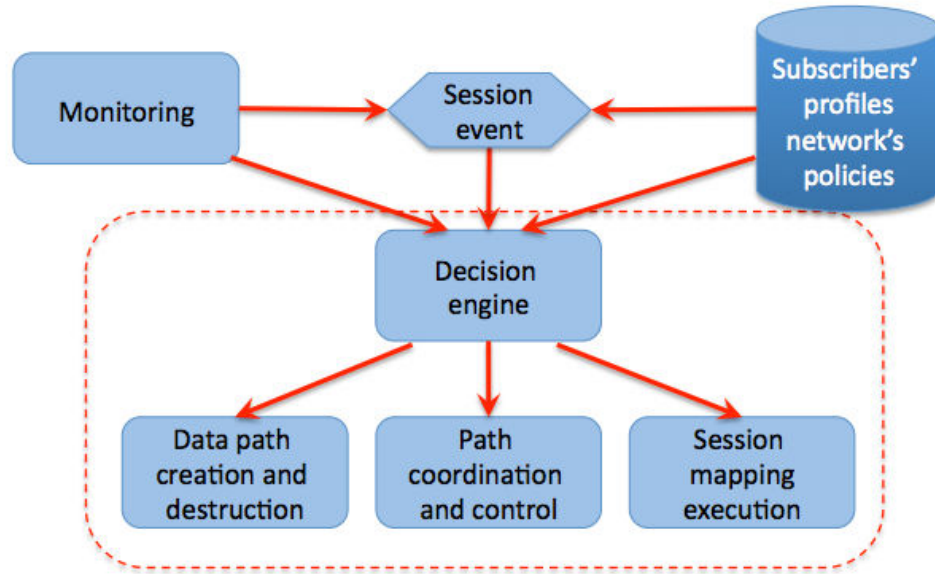 Monitoring
Session
event
Subscribers’
profiles
network’s
policies
Decision
engine
Data path
creation and
destruction
Path
coordination
and control
Session
mapping
execution